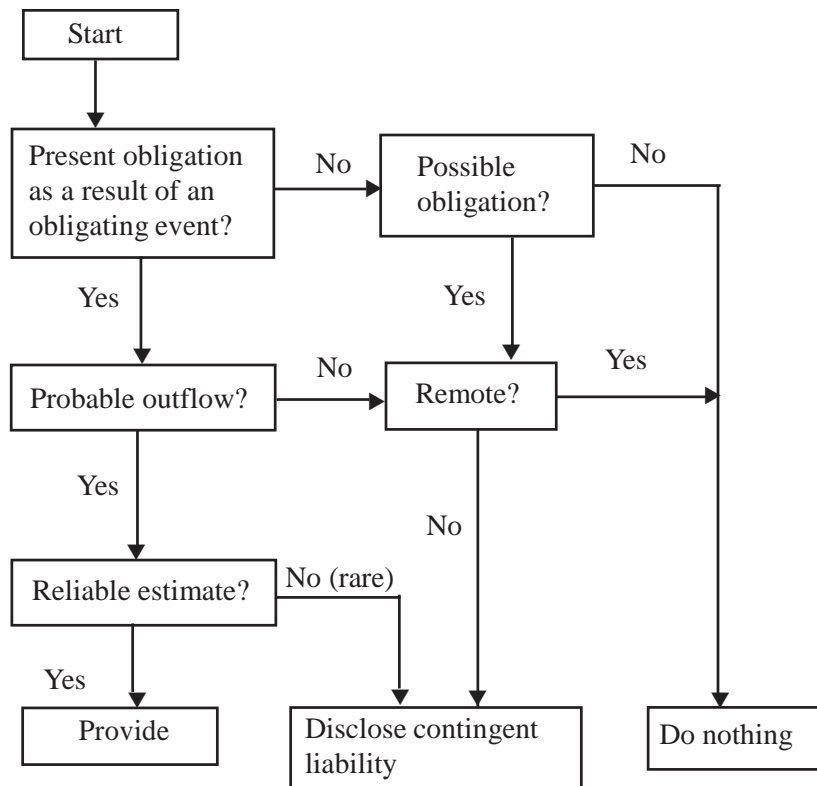 Start
Present obligation
as a result of an
obligating event?
No
Possible
obligation?
No
Yes
Yes
Probable outflow?
No
Remote?
Yes
Yes
No
Reliable estimate?
No (rare)
Yes
Provide
Disclose contingent
liability
Do nothing